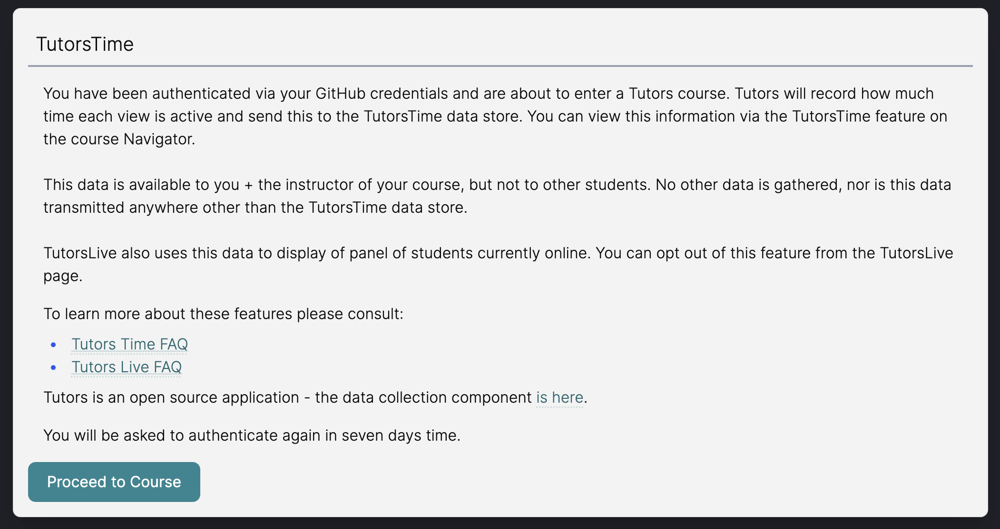 TutorsTime
You have been authenticated via your GitHub credentials and are about to enter a Tutors course. Tutors will record how much
time each view is active and send this to the TutorsTime data store. You can view this information via the TutorsTime feature on
the course Navigator.
This data is available to you + the instructor of your course, but not to other students. No other data is gathered, nor is this data
transmitted anywhere other than the TutorsTime data store.
TutorsLive also uses this data to display of panel of students currently online. You can opt out of this feature from the TutorsLive
page.
To learn more about these features please consult:
• Tutors Time FAQ
• Tutors Live FAQ
Tutors is an open source application - the data collection component is here.
You will be asked to authenticate again in seven days time.
Proceed to Course